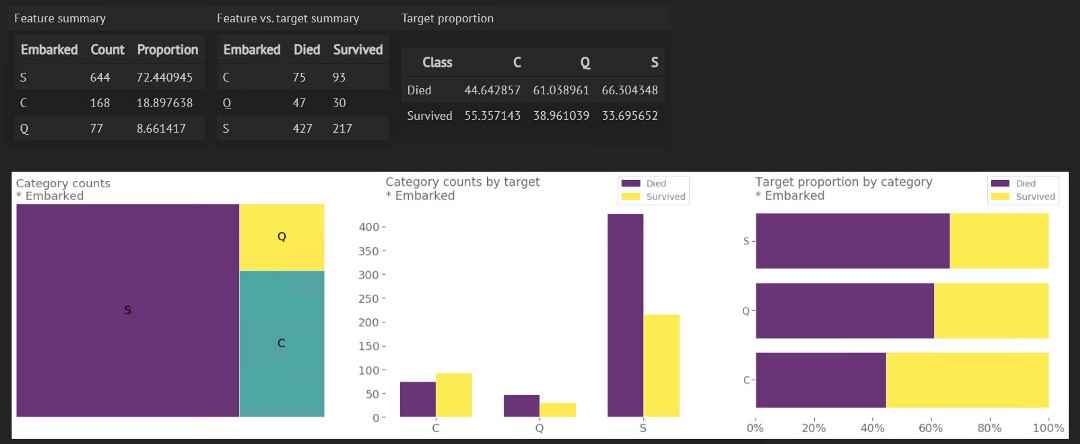 Feature summary
Embarked Count Proportion
S 644 72.440945
C 168 18.897638
Q 77 8.661417
Feature vs. target summary
Embarked Died Survived
C 75 93
Q 47 30
S 427 217
Target proportion
Class C Q S
Died 44.642857 61.038961 66.304348
Survived 55.357143 38.961039 33.695652
Category counts
* Embarked
S
Q
C
Category counts by target
* Embarked
Died
Survived
400
350
300
250
200
150
100
50
0
C Q S
Target proportion by category
* Embarked
Died
Survived
S
Q
C
0% 20% 40% 60% 80% 100%